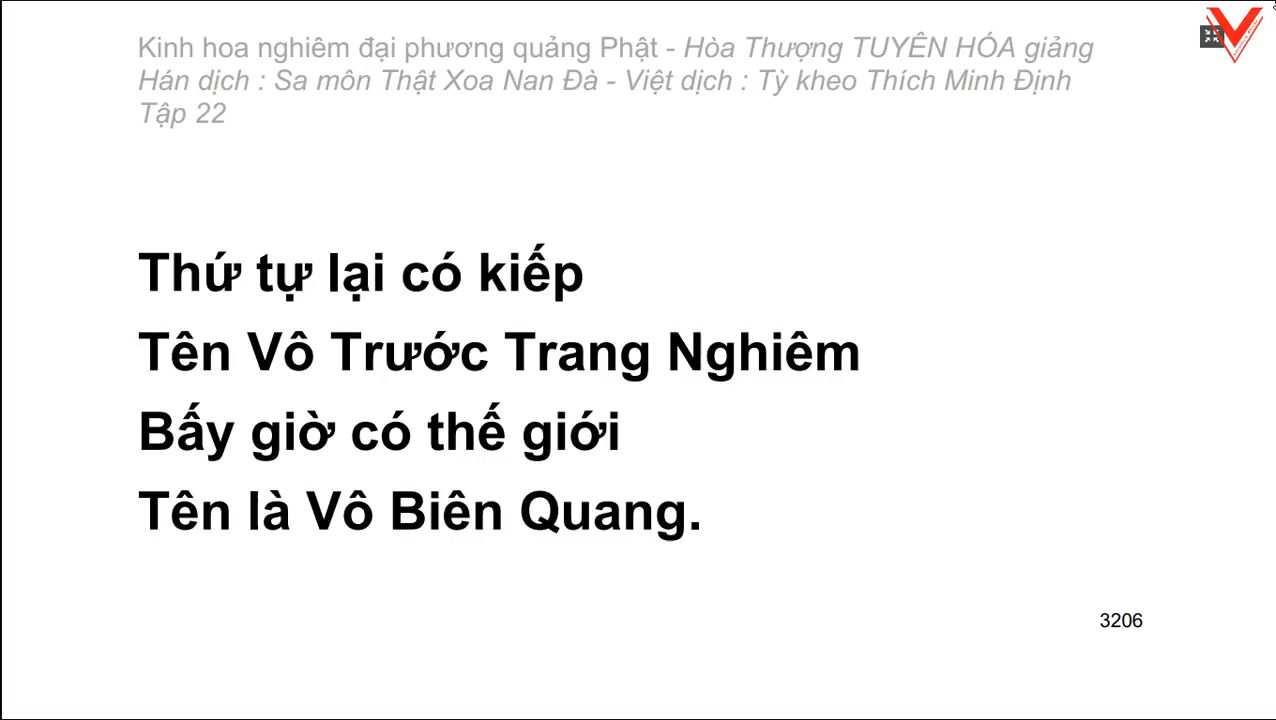 Kinh hoa nghiêm đại phương quảng Phật - Hòa Thượng TUYÊN HÓA giảng
Hán dịch : Sa môn Thật Xoa Nan Đà - Việt dịch : Tỳ kheo Thích Minh Định
Tập 22
Thứ tự lại có kiếp
Tên Vô Trước Trang Nghiêm
Bấy giờ có thế giới
Tên là Vô Biên Quang.
3206